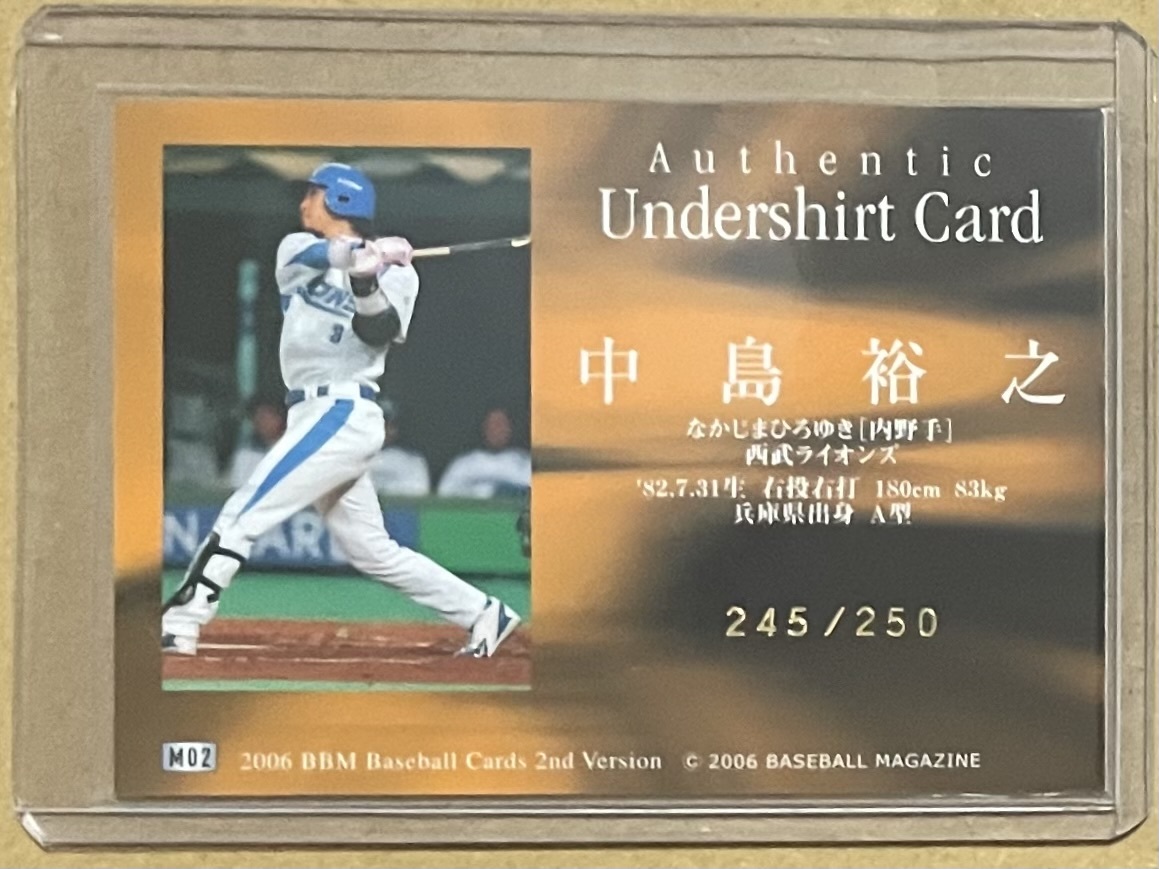 Authentic
Undershirt Card
中島裕之
なかじまひろゆき[内野手]
西武ライオンズ
'82.7.31生 右投右打 180cm 83kg
兵庫県出身 A型
245/250
M02 2006 BBM Baseball Cards 2nd Version © 2006 BASEBALL MAGAZINE
3